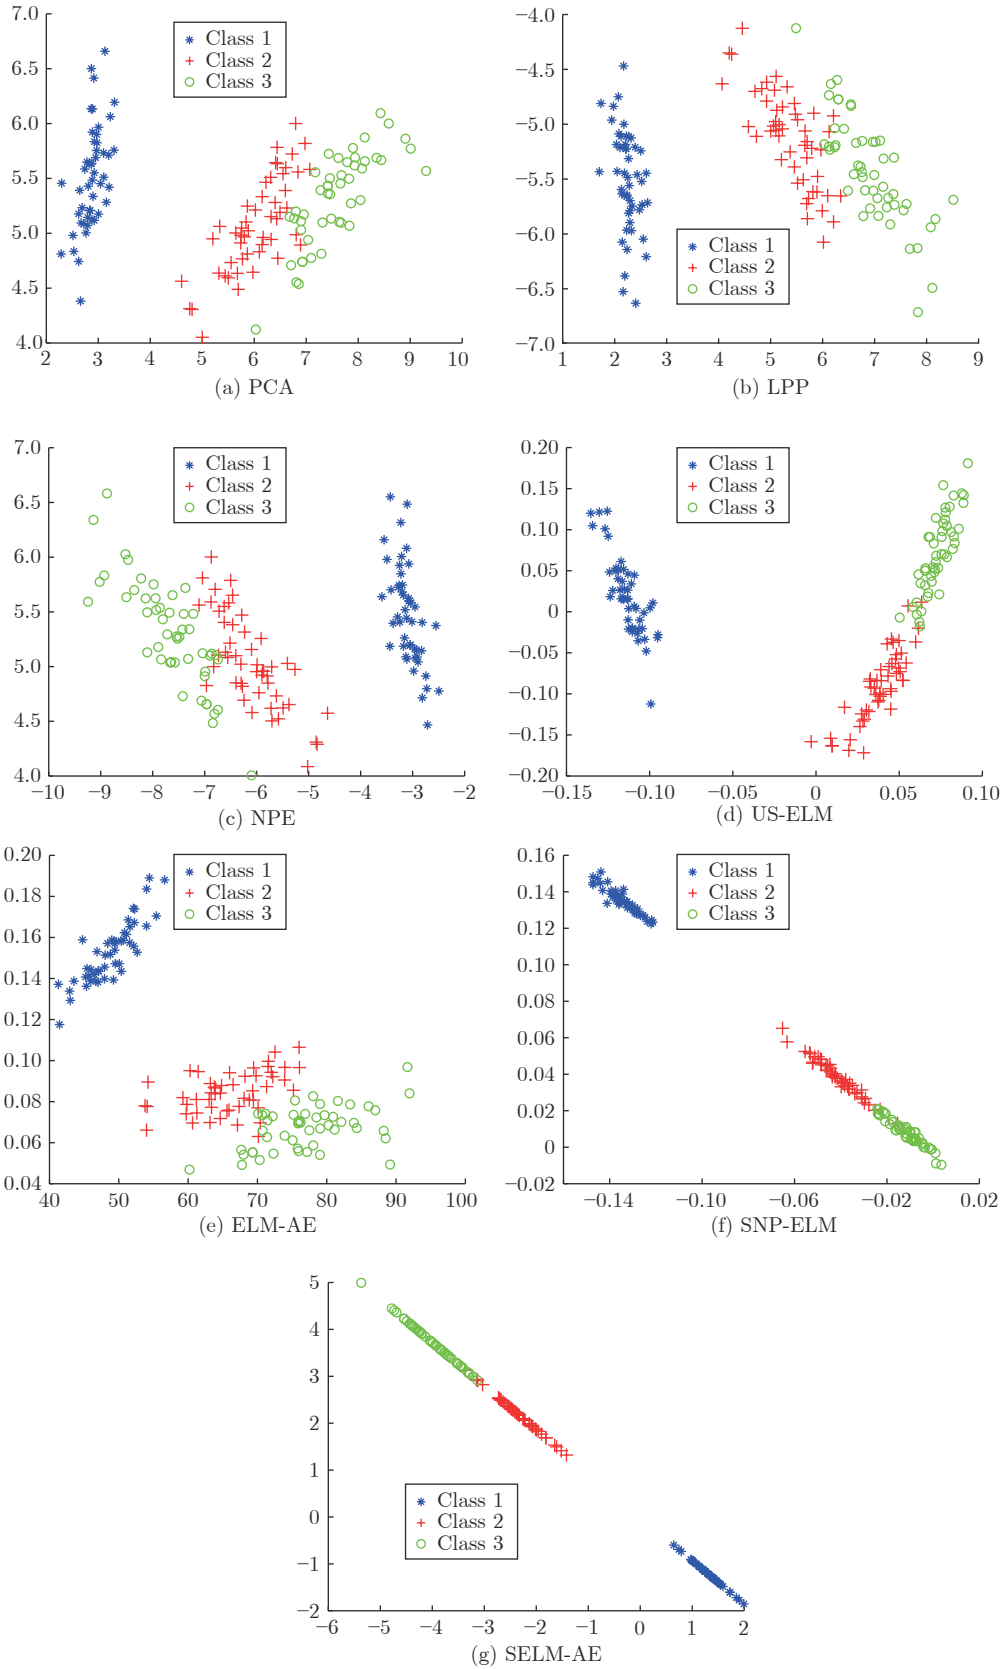 7.0
6.5
6.0
5.5
5.0
4.5
4.0
2 3 4 5 6 7 8 9 10
Class 1
Class 2
Class 3
(a) PCA
−4.0
−4.5
−5.0
−5.5
−6.0
−6.5
−7.0
1 2 3 4 5 6 7 8 9
Class 1
Class 2
Class 3
(b) LPP
7.0
6.5
6.0
5.5
5.0
4.5
4.0
−10 −9 −8 −7 −6 −5 −4 −3 −2
Class 1
Class 2
Class 3
(c) NPE
0.20
0.15
0.10
0.05
0
−0.05
−0.10
−0.15
−0.20
−0.15 −0.10 −0.05 0 0.05 0.10
Class 1
Class 2
Class 3
(d) US-ELM
0.20
0.18
0.16
0.14
0.12
0.10
0.08
0.06
0.04
40 50 60 70 80 90 100
Class 1
Class 2
Class 3
(e) ELM-AE
0.16
0.14
0.12
0.10
0.08
0.06
0.04
0.02
0
−0.02
−0.14 −0.10 −0.06 −0.02 0.02
Class 1
Class 2
Class 3
(f) SNP-ELM
5
4
3
2
1
0
−1
−2
−6 −5 −4 −3 −2 −1 0 1 2
Class 1
Class 2
Class 3
(g) SELM-AE